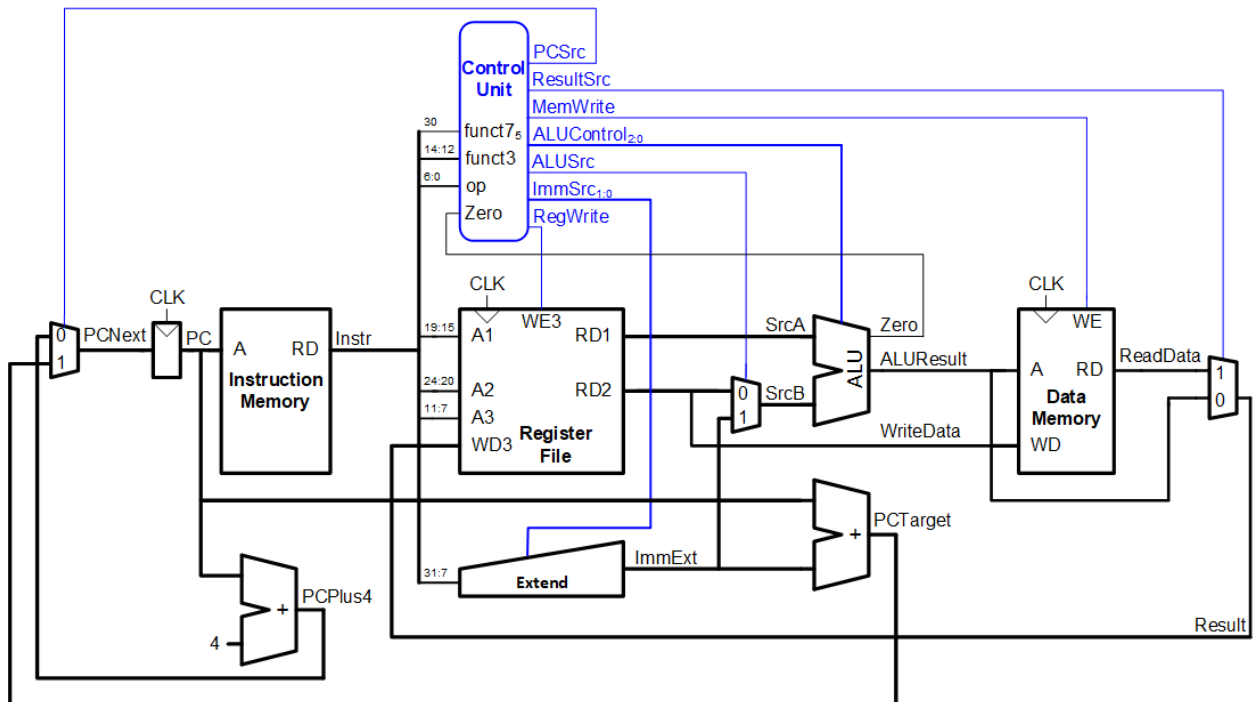 PCSrc
Control
Unit
ResultSrc
MemWrite
30
funct7₅
ALUControl₂:₀
14:12
funct3
ALUSrc
6:0
op
ImmSrc₁:₀
Zero
RegWrite
CLK
CLK
CLK
0
1
PCNext
PC
A
RD
Instruction
Memory
Instr
19:15
A1
WE3
RD1
SrcA
24:20
A2
RD2
11:7
A3
WD3
Register
File
0
1
SrcB
ALU
Zero
ALUResult
WriteData
WE
A
RD
Data
Memory
WD
ReadData
1
0
31:7
Extend
ImmExt
+
PCTarget
4
+
PCPlus4
Result